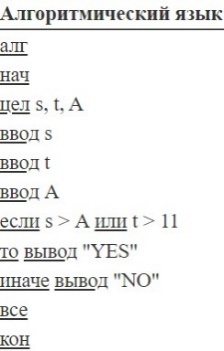 Алгоритмический язык
алг
нач
цел s, t, A
ввод s
ввод t
ввод A
если s > A или t > 11
то вывод "YES"
иначе вывод "NO"
все
кон